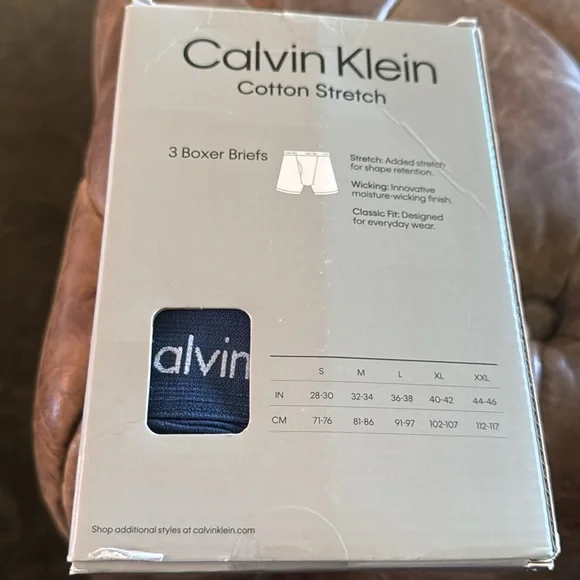 Calvin Klein
Cotton Stretch
3 Boxer Briefs
Stretch: Added stretch
for shape retention.
Wicking: Innovative
moisture-wicking finish.
Classic Fit: Designed
for everyday wear.
alvin
S M L XL XXL
IN 28-30 32-34 36-38 40-42 44-46
CM 71-76 81-86 91-97 102-107 112-117
Shop additional styles at calvinklein.com